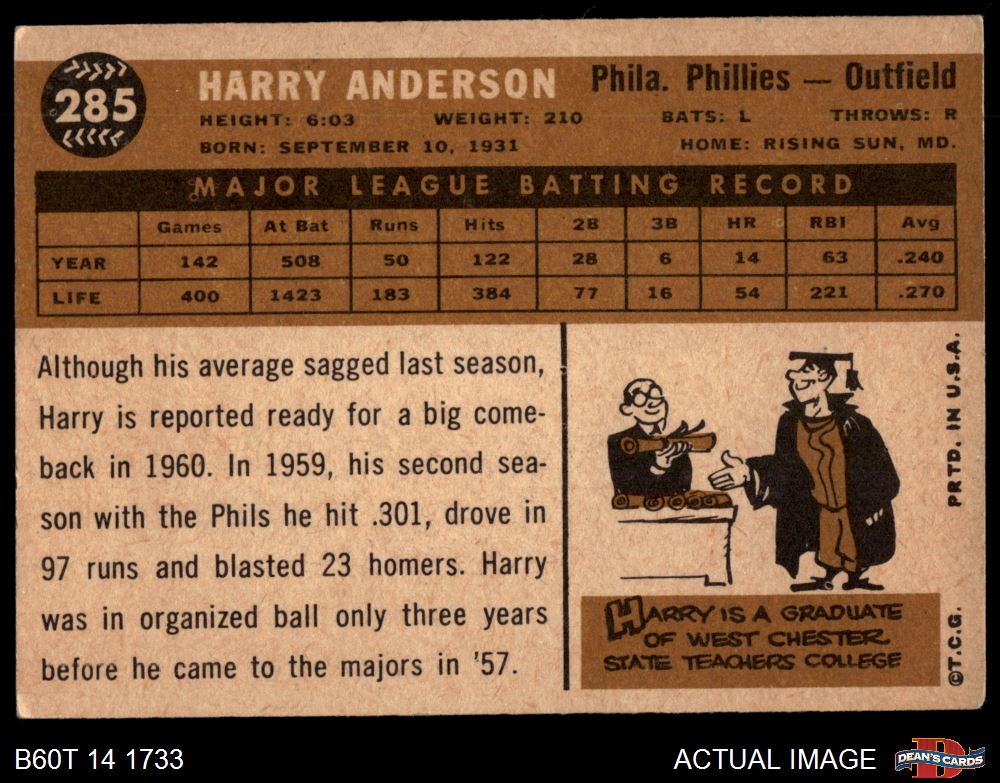 285
HARRY ANDERSON Phila. Phillies — Outfield
HEIGHT: 6:03 WEIGHT: 210 BATS: L THROWS: R
BORN: SEPTEMBER 10, 1931 HOME: RISING SUN, MD.
MAJOR LEAGUE BATTING RECORD
Games At Bat Runs Hits 2B 3B HR RBI Avg
YEAR 142 508 50 122 28 6 14 63 .240
LIFE 400 1423 183 384 77 16 54 221 .270
Although his average sagged last season,
Harry is reported ready for a big come-
back in 1960. In 1959, his second sea-
son with the Phils he hit .301, drove in
97 runs and blasted 23 homers. Harry
was in organized ball only three years
before he came to the majors in '57.
HARRY IS A GRADUATE
OF WEST CHESTER
STATE TEACHERS COLLEGE
©T.C.G. PRTD. IN U.S.A.
B60T 14 1733 ACTUAL IMAGE
D
DEAN'S CARDS